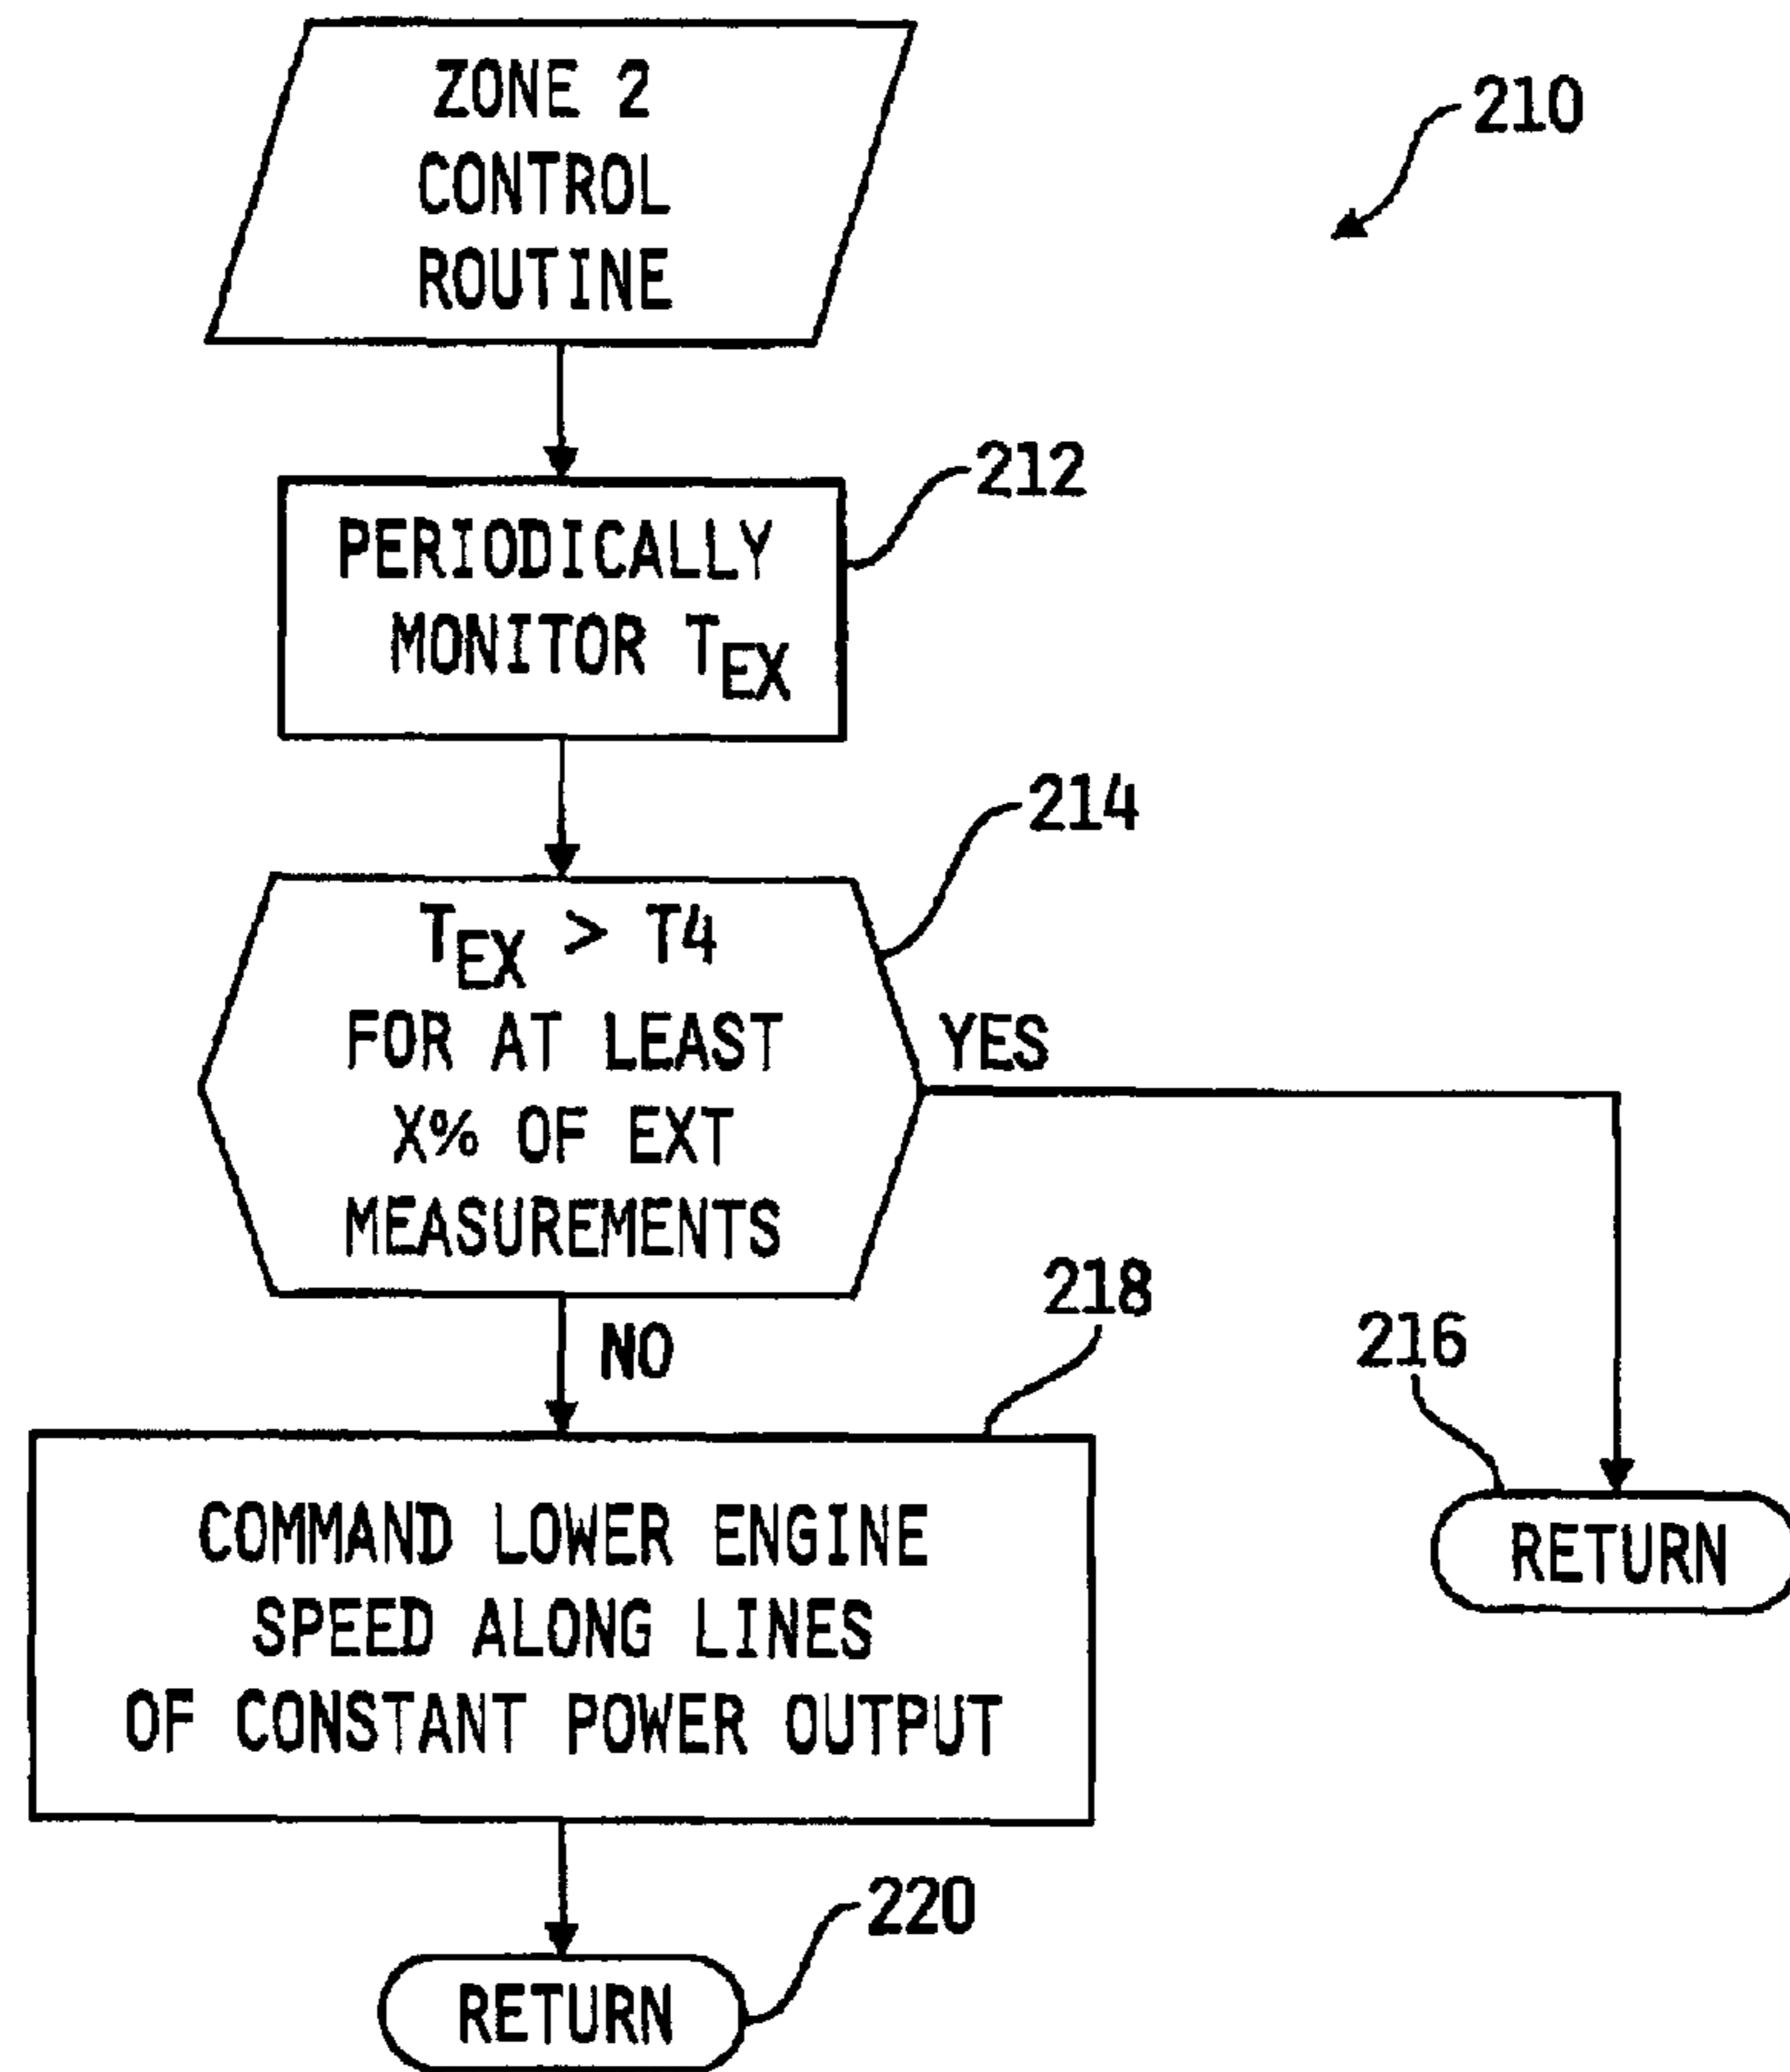 ZONE 2
CONTROL
ROUTINE
210
212
PERIODICALLY
MONITOR TEX
214
TEX > T4
FOR AT LEAST
X% OF EXT
MEASUREMENTS
YES
218
NO
216
COMMAND LOWER ENGINE
SPEED ALONG LINES
OF CONSTANT POWER OUTPUT
RETURN
220
RETURN